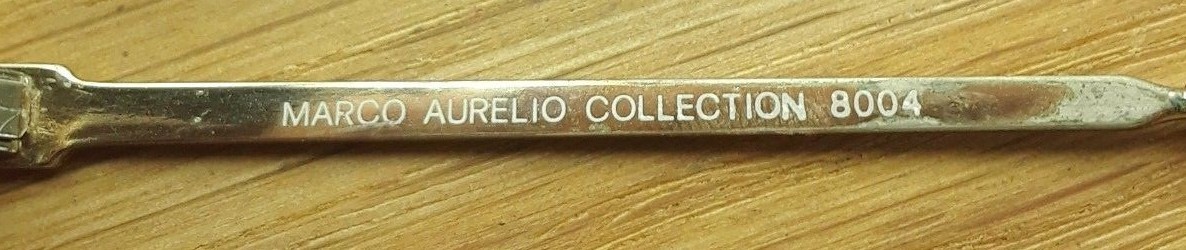 MARCO AURELIO COLLECTION 8004